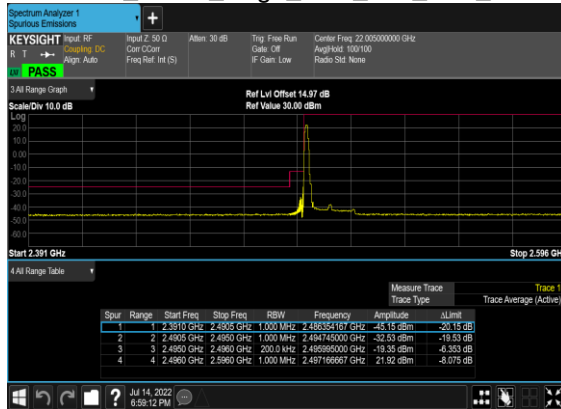 Spectrum Analyzer 1
Spurious Emissions
+
KEYSIGHT Input: RF Input Z: 50 Ω Atten: 30 dB Trig: Free Run Center Freq: 22.005000000 GHz
R T Coupling: DC Corr CCorr Gate: Off Avg|Hold: 100/100
Align: Auto Freq Ref: Int (S) IF Gain: Low Radio Std: None
PASS
3 All Range Graph
Ref Lvl Offset 14.97 dB
Scale/Div 10.0 dB Ref Value 30.00 dBm
Log
20.0
10.0
0.00
-10.0
-20.0
-30.0
-40.0
-50.0
-60.0
Start 2.391 GHz Stop 2.596 GHz
4 All Range Table
Measure Trace Trace 1
Trace Type Trace Average (Active)
Spur Range Start Freq Stop Freq RBW Frequency Amplitude ΔLimit
1 1 2.3910 GHz 2.4905 GHz 1.000 MHz 2.486354167 GHz -45.15 dBm -20.15 dB
2 2 2.4905 GHz 2.4950 GHz 1.000 MHz 2.494745000 GHz -32.53 dBm -19.53 dB
3 3 2.4950 GHz 2.4960 GHz 200.0 kHz 2.495995000 GHz -19.35 dBm -6.353 dB
4 4 2.4960 GHz 2.5960 GHz 1.000 MHz 2.497166667 GHz 21.92 dBm -8.075 dB
? Jul 14, 2022
6:59:12 PM